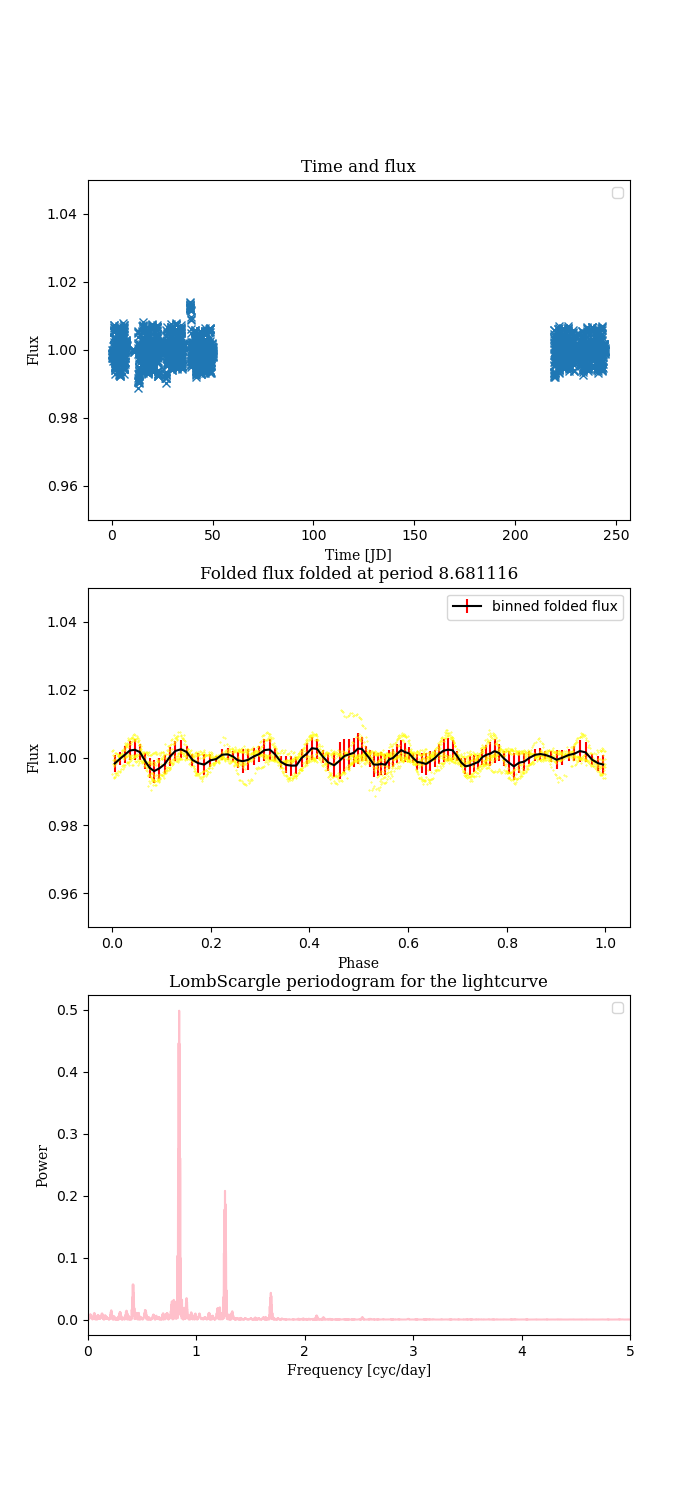 Time and flux
1.04
1.02
1.00
0.98
0.96
Flux
0 50 100 150 200 250
Time [JD]
Folded flux folded at period 8.681116
binned folded flux
1.04
1.02
1.00
0.98
0.96
Flux
0.0 0.2 0.4 0.6 0.8 1.0
Phase
LombScargle periodogram for the lightcurve
0.5
0.4
0.3
0.2
0.1
0.0
Power
0 1 2 3 4 5
Frequency [cyc/day]